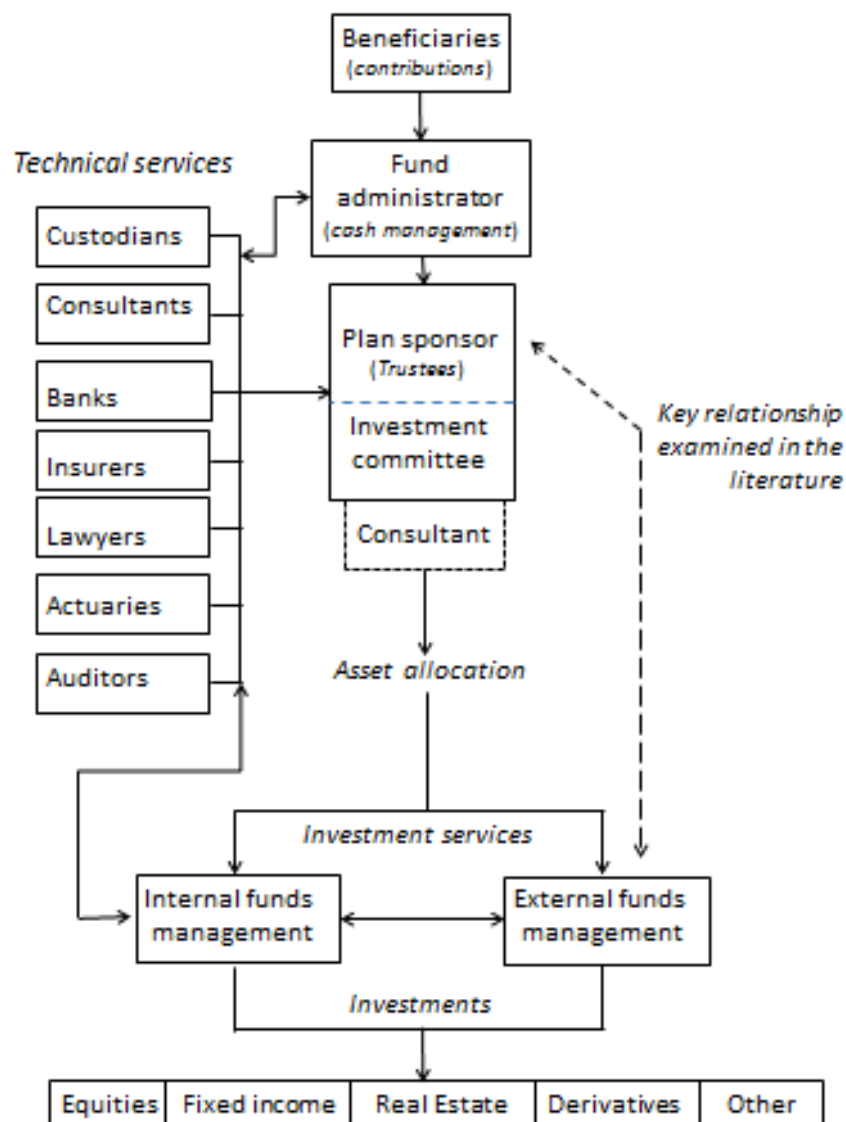 Beneficiaries
(contributions)
Technical services
Fund
administrator
(cash management)
Custodians
Consultants
Banks
Insurers
Lawyers
Actuaries
Auditors
Plan sponsor
(Trustees)
Investment
committee
Consultant
Key relationship
examined in the
literature
Asset allocation
Investment services
Internal funds
management
External funds
management
Investments
Equities
Fixed income
Real Estate
Derivatives
Other